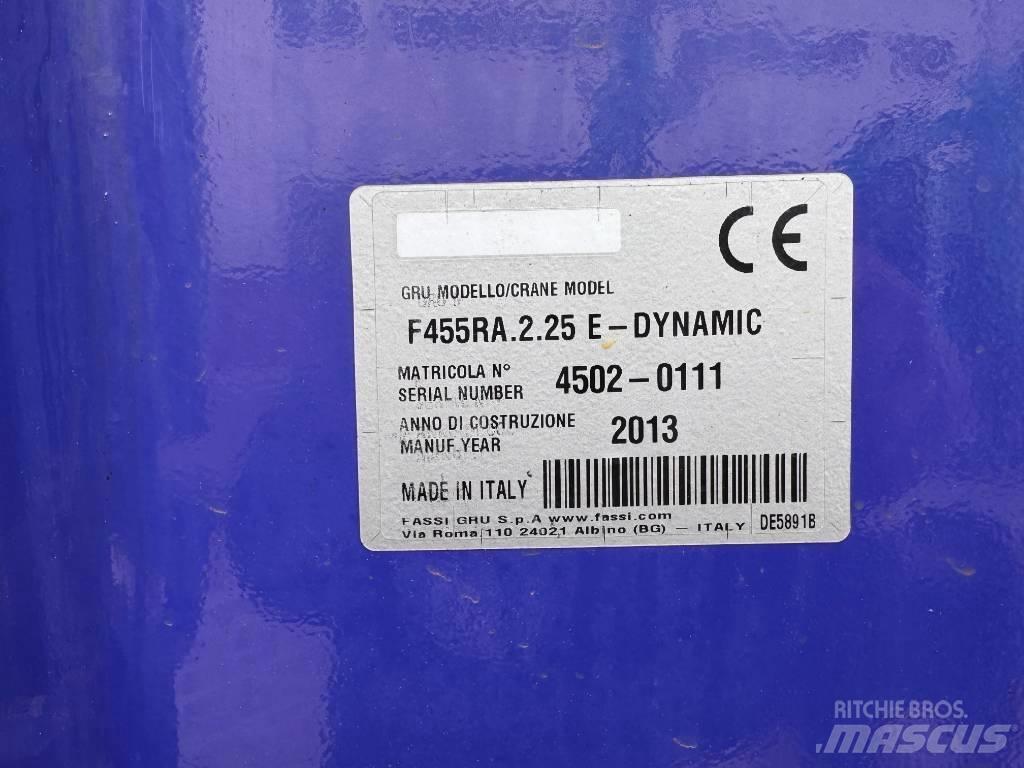 CE
GRU MODELLO/CRANE MODEL
F455RA.2.25 E-DYNAMIC
MATRICOLA N°
SERIAL NUMBER 4502-0111
ANNO DI COSTRUZIONE
MANUF.YEAR 2013
MADE IN ITALY
FASSI GRU S.p.A www.fassi.com
Via Roma,110 24021 Albino (BG) - ITALY DE5891B
RITCHIE BROS.
MASCUS